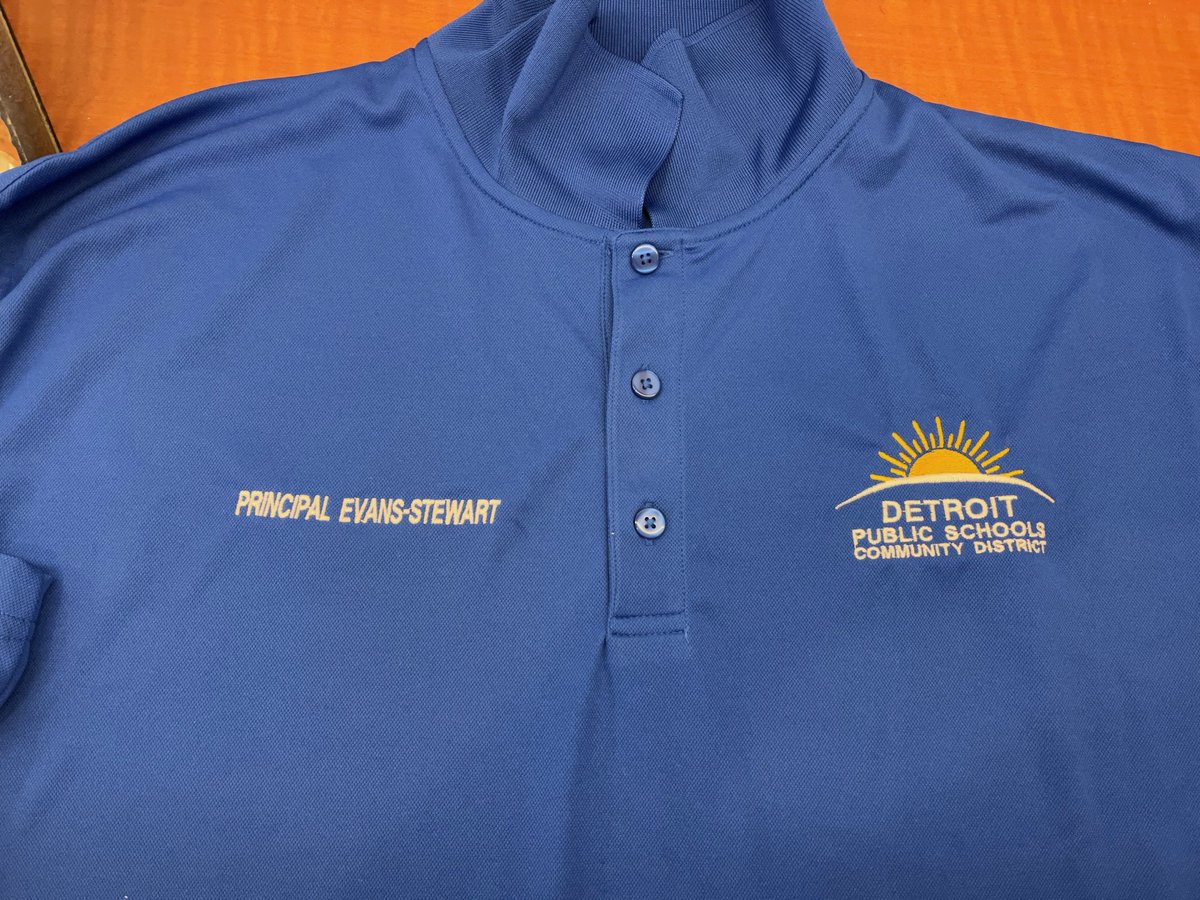 PRINCIPAL EVANS-STEWART
DETROIT
PUBLIC SCHOOLS
COMMUNITY DISTRICT